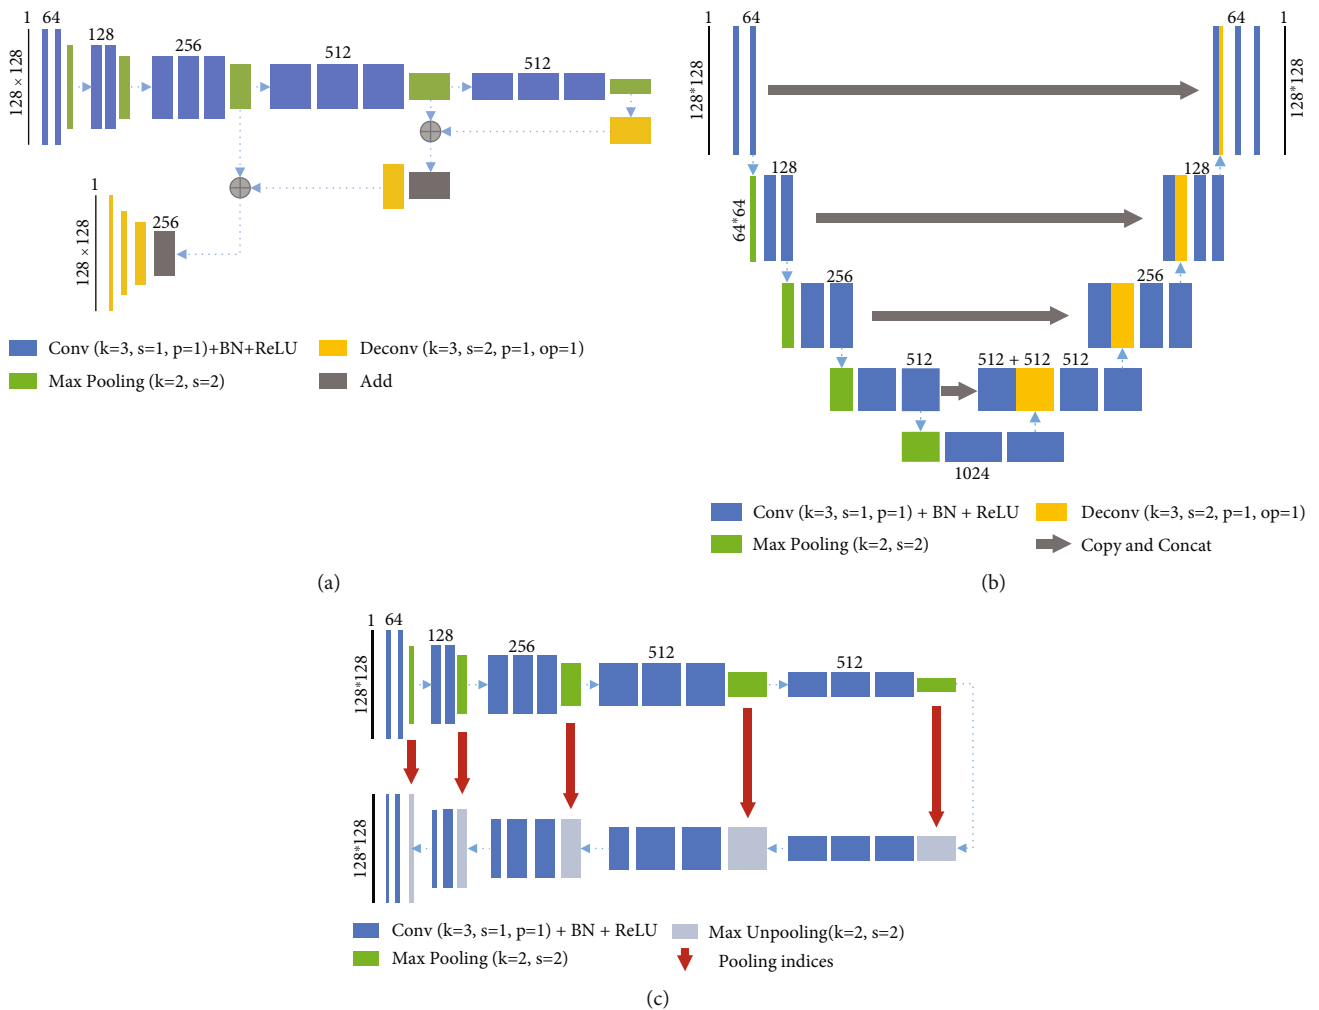 1 64
128
256
512
512
128 × 128
1
256
128 × 128
Conv (k=3, s=1, p=1)+BN+ReLU
Deconv (k=3, s=2, p=1, op=1)
Max Pooling (k=2, s=2)
Add
(a)
1 64
64 1
128*128
128*128
128
128
64*64
256
256
512
512 + 512 512
1024
Conv (k=3, s=1, p=1) + BN + ReLU
Deconv (k=3, s=2, p=1, op=1)
Max Pooling (k=2, s=2)
Copy and Concat
(b)
1 64
128
256
512
512
128*128
128*128
Conv (k=3, s=1, p=1) + BN + ReLU
Max Unpooling(k=2, s=2)
Max Pooling (k=2, s=2)
Pooling indices
(c)